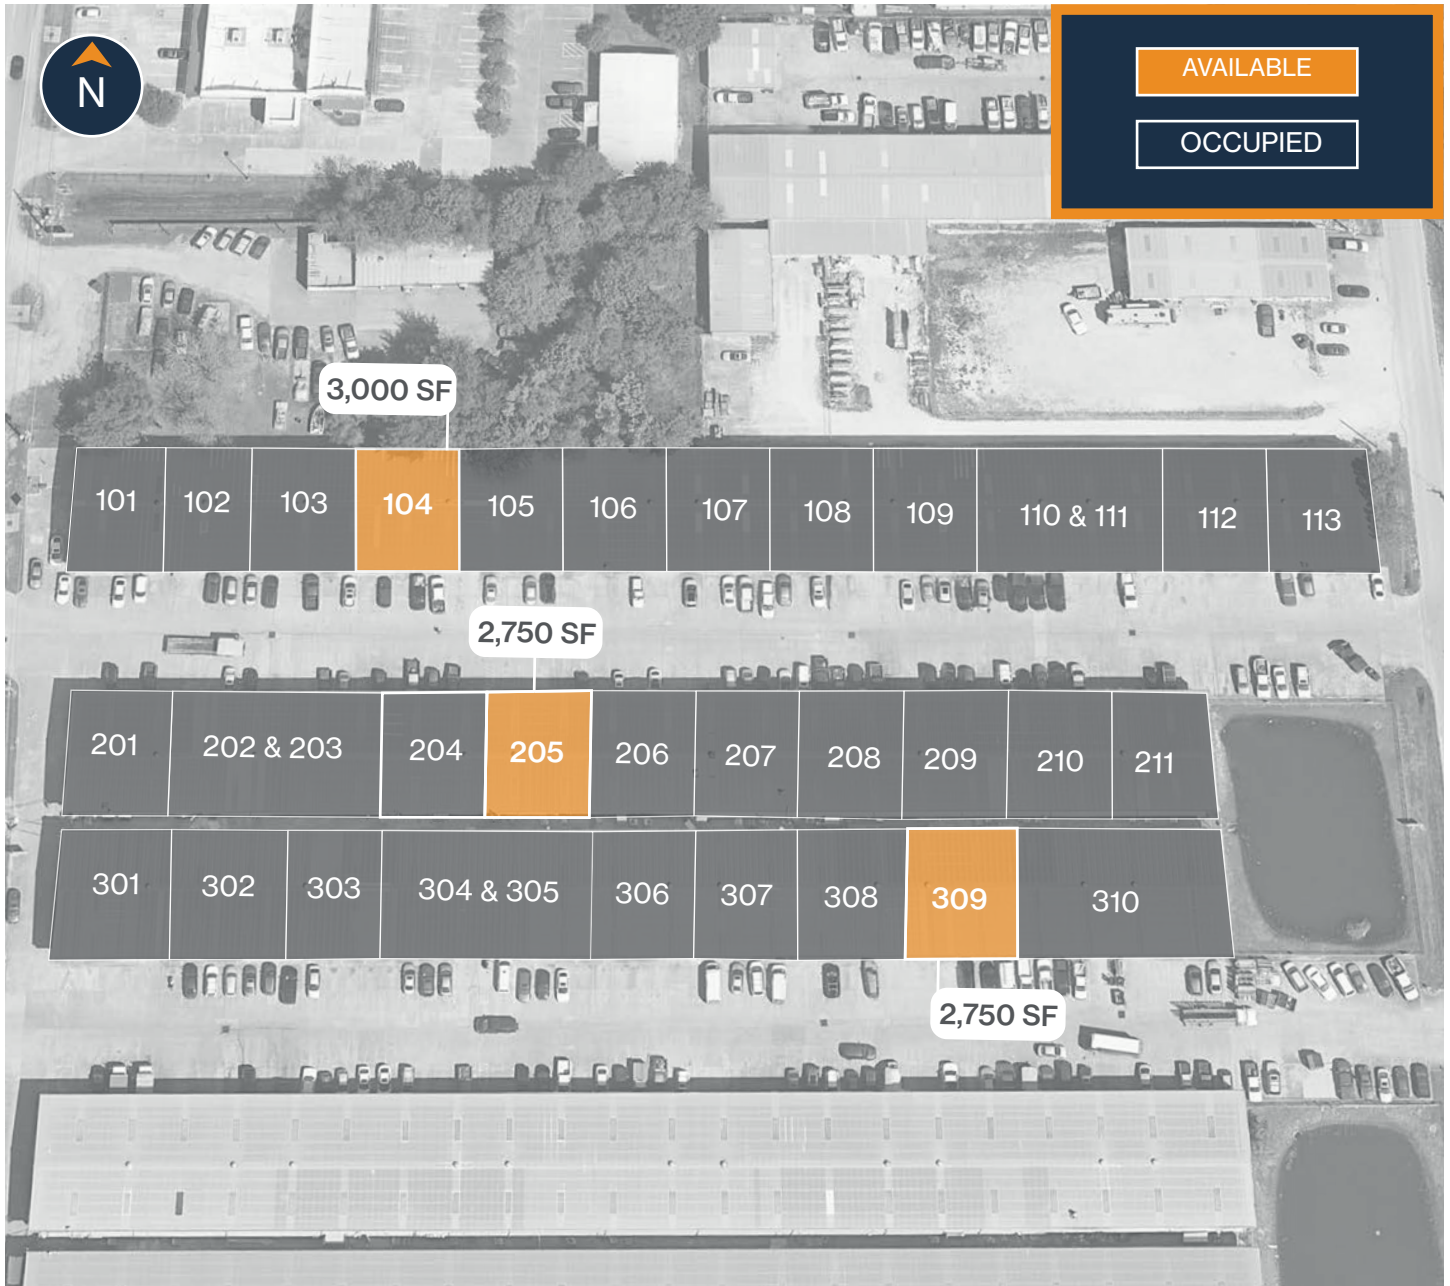 N
AVAILABLE
OCCUPIED
3,000 SF
101 102 103 104 105 106 107 108 109 110 & 111 112 113
2,750 SF
201 202 & 203 204 205 206 207 208 209 210 211
301 302 303 304 & 305 306 307 308 309 310
2,750 SF